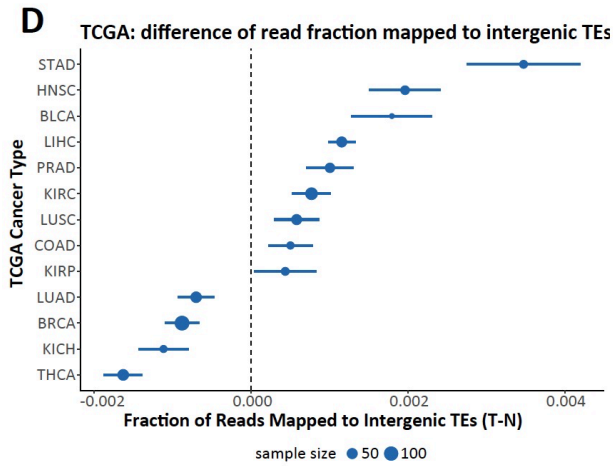 D
TCGA: difference of read fraction mapped to intergenic TEs
TCGA Cancer Type
STAD
HNSC
BLCA
LIHC
PRAD
KIRC
LUSC
COAD
KIRP
LUAD
BRCA
KICH
THCA
-0.002 0.000 0.002 0.004
Fraction of Reads Mapped to Intergenic TEs (T-N)
sample size 50 100